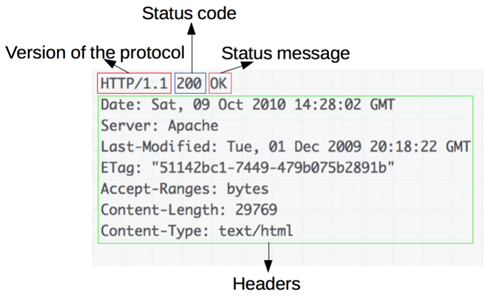 Status code
Version of the protocol
Status message
HTTP/1.1 200 OK
Date: Sat, 09 Oct 2010 14:28:02 GMT
Server: Apache
Last-Modified: Tue, 01 Dec 2009 20:18:22 GMT
ETag: "51142bc1-7449-479b075b2891b"
Accept-Ranges: bytes
Content-Length: 29769
Content-Type: text/html
Headers